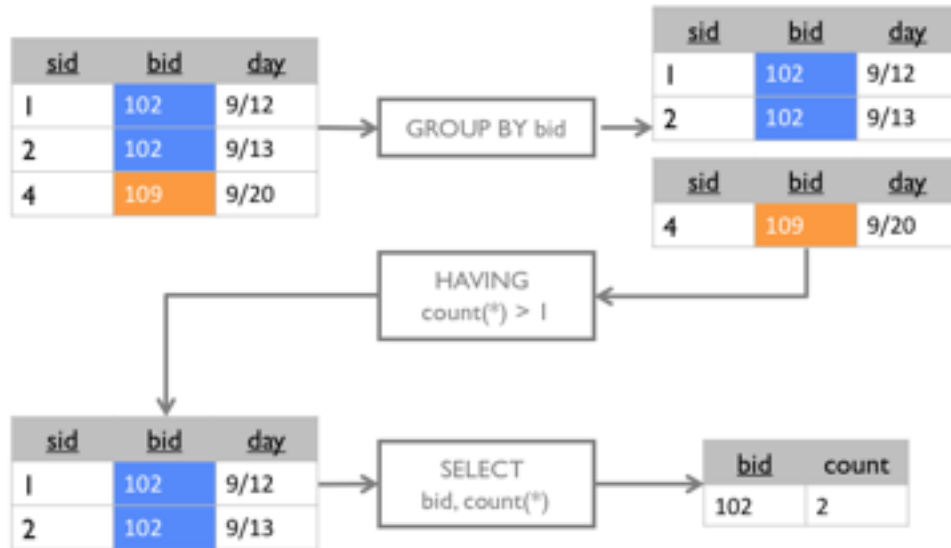 sid bid day
1 102 9/12
2 102 9/13
4 109 9/20
GROUP BY bid
sid bid day
1 102 9/12
2 102 9/13
sid bid day
4 109 9/20
HAVING
count(*) > 1
sid bid day
1 102 9/12
2 102 9/13
SELECT
bid, count(*)
bid count
102 2